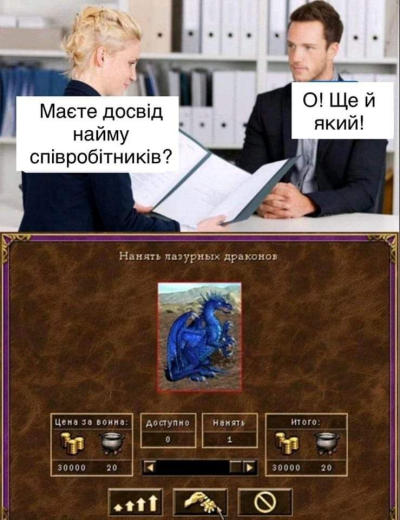 Маєте досвід
найму
співробітників?
О! Ще й
який!
Нанять лазурных драконов
Цена за воина:
Доступно
Нанять
Итого:
0
1
30000 20
30000 20